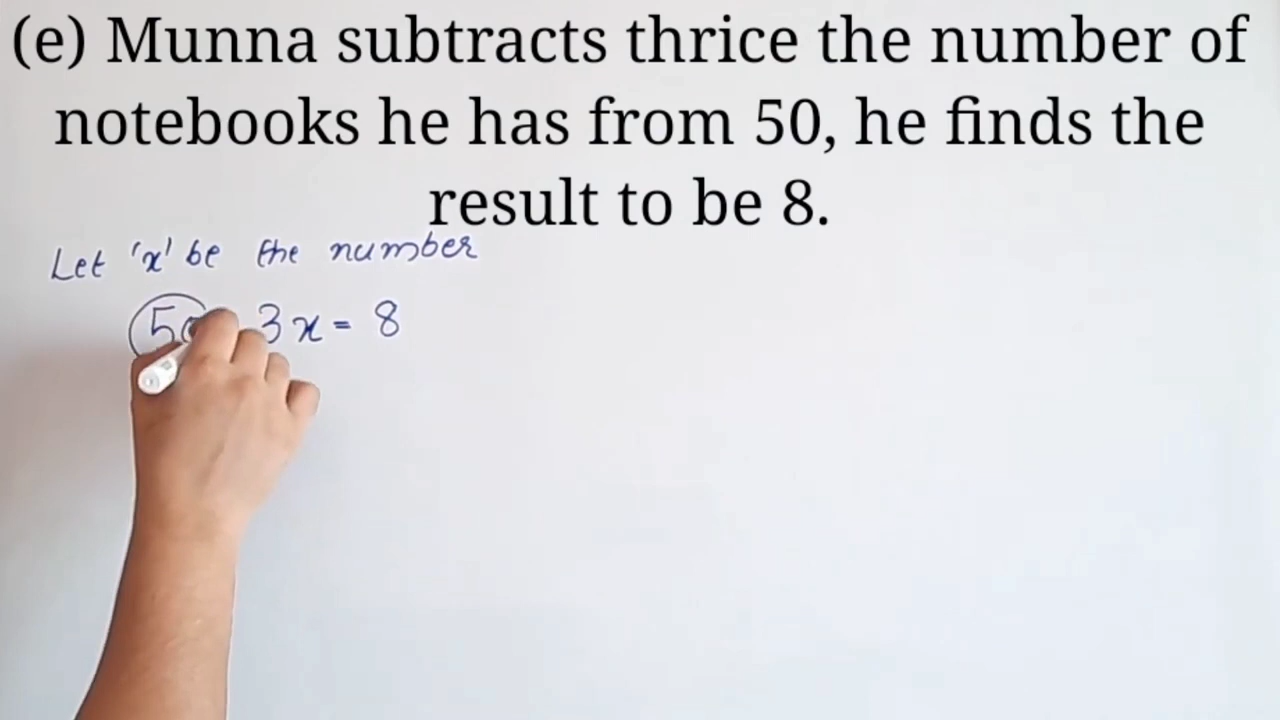 (e) Munna subtracts thrice the number of
notebooks he has from 50, he finds the
result to be 8.
Let 'x' be the number
3x = 8